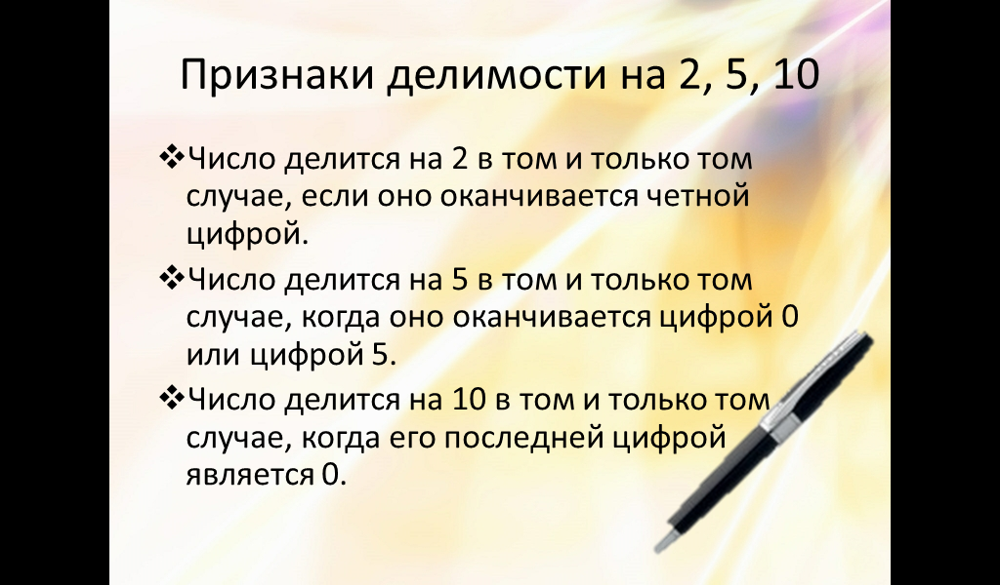 Признаки делимости на 2, 5, 10
❖Число делится на 2 в том и только том
случае, если оно оканчивается четной
цифрой.
❖Число делится на 5 в том и только том
случае, когда оно оканчивается цифрой 0
или цифрой 5.
❖Число делится на 10 в том и только том
случае, когда его последней цифрой
является 0.